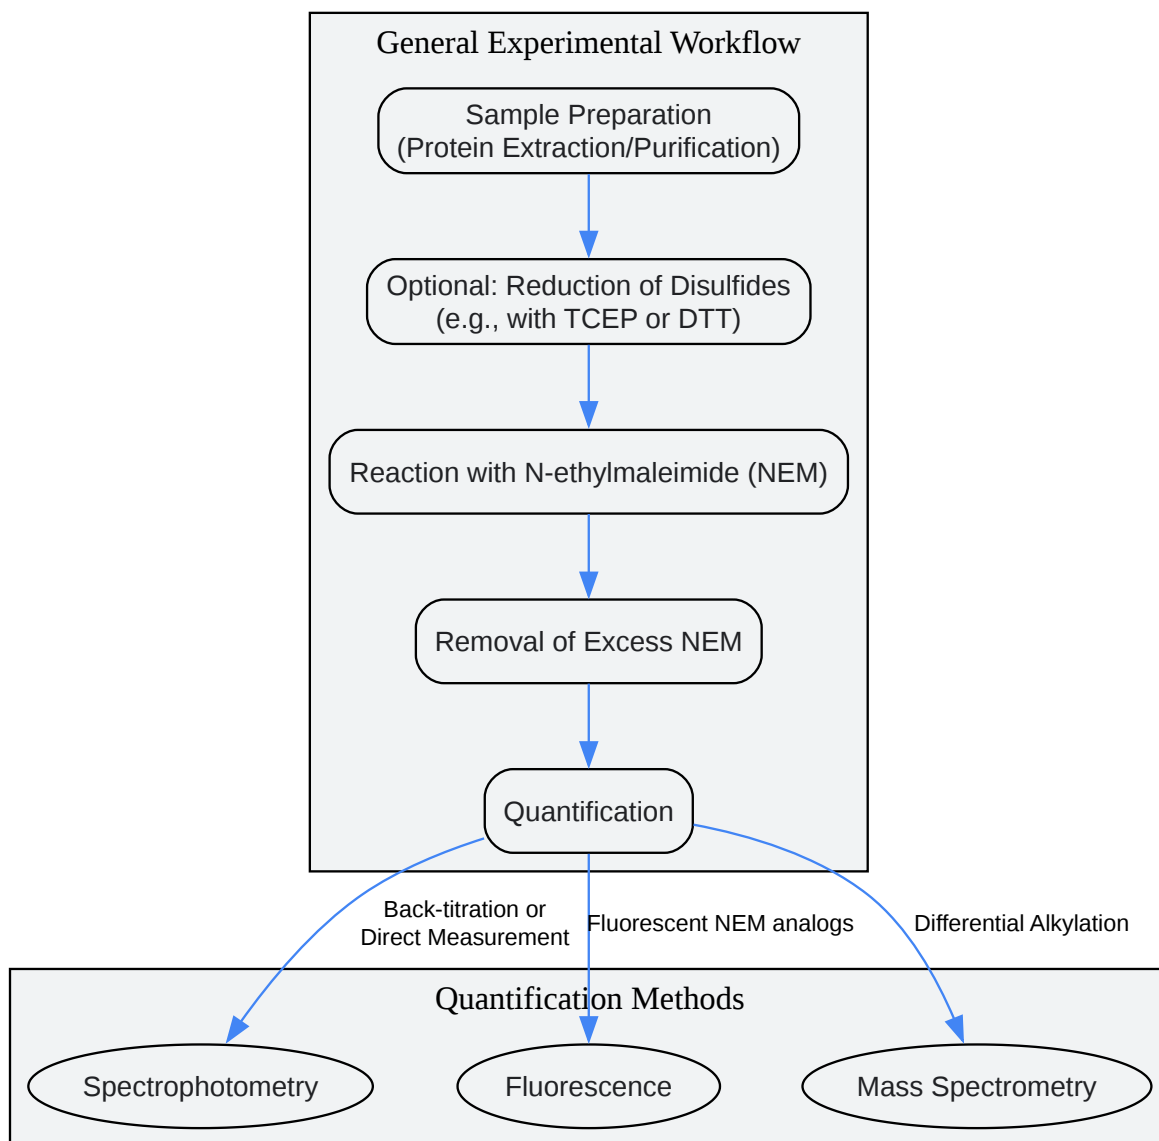 General Experimental Workflow
Sample Preparation
(Protein Extraction/Purification)
Optional: Reduction of Disulfides
(e.g., with TCEP or DTT)
Reaction with N-ethylmaleimide (NEM)
Removal of Excess NEM
Quantification
Back-titration or
Direct Measurement
Fluorescent NEM analogs
Differential Alkylation
Quantification Methods
Spectrophotometry
Fluorescence
Mass Spectrometry